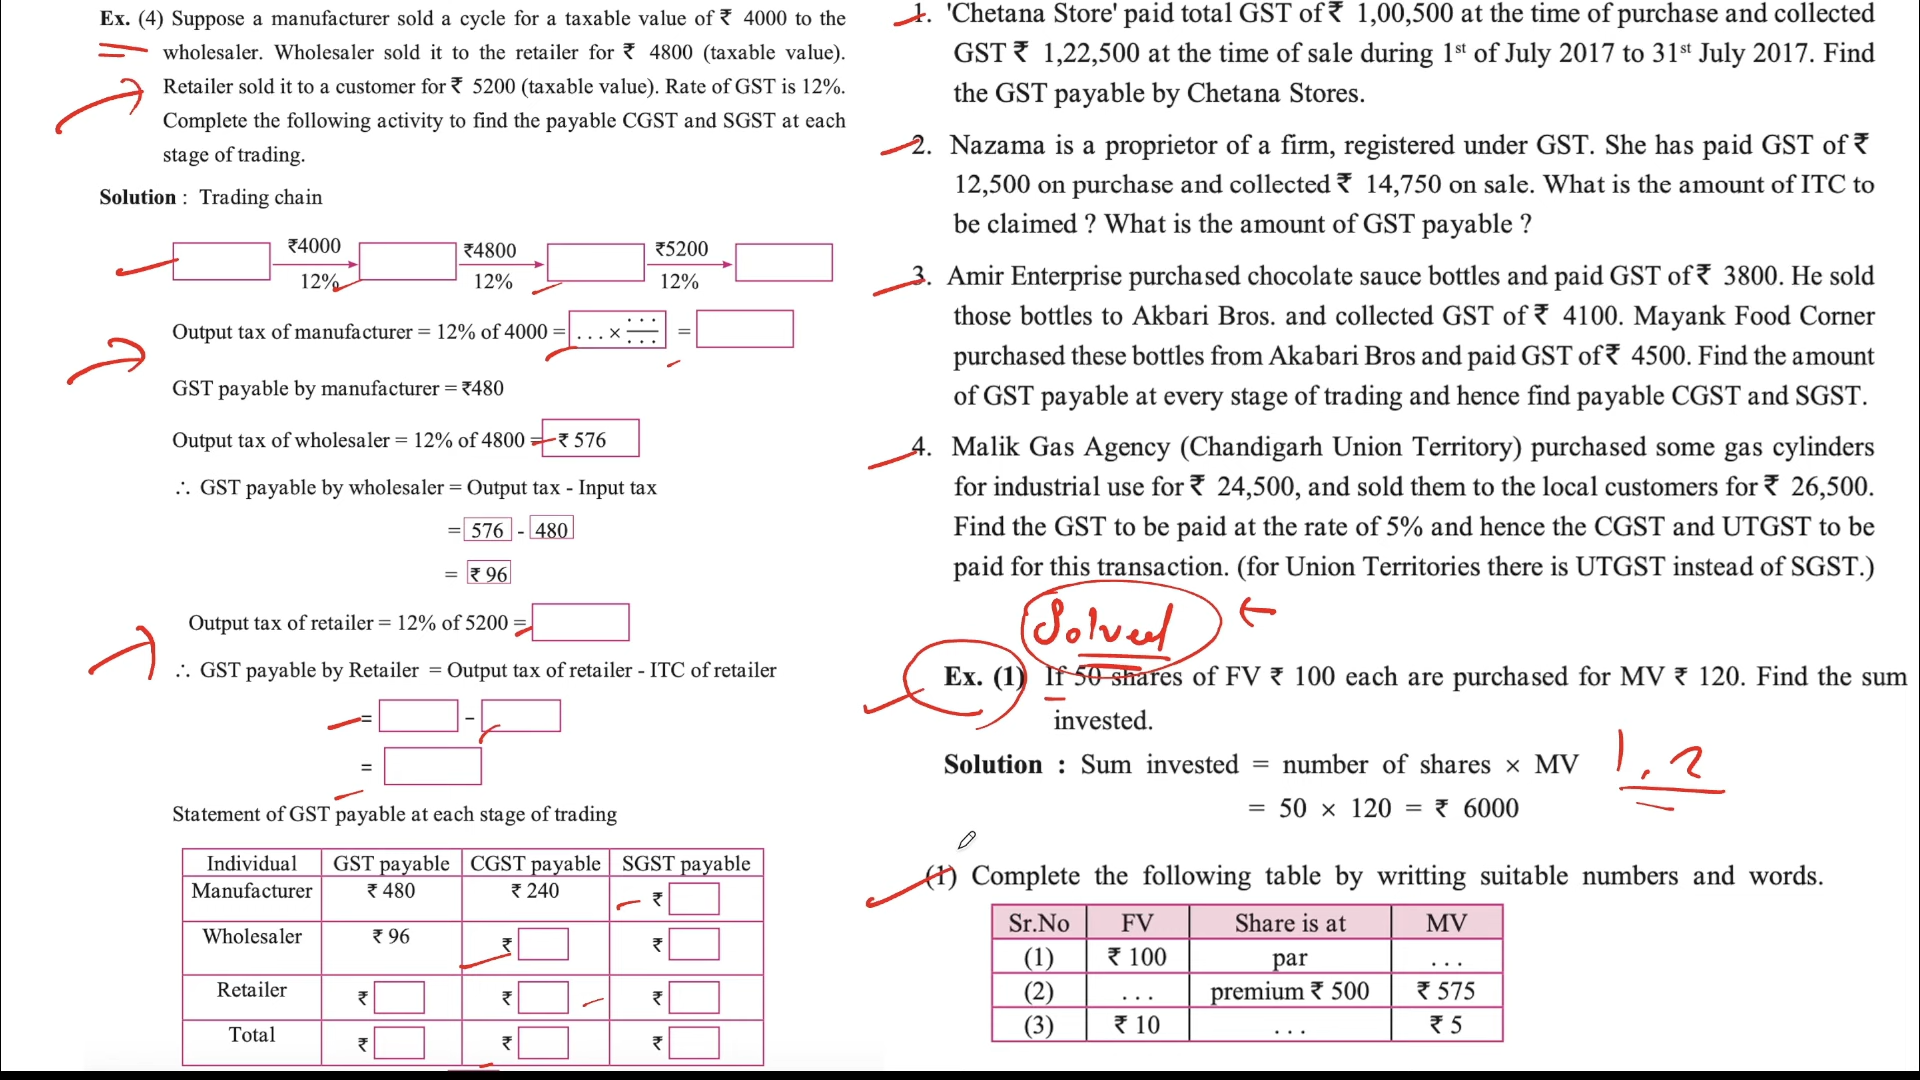 Ex. (4) Suppose a manufacturer sold a cycle for a taxable value of ₹ 4000 to the
wholesaler. Wholesaler sold it to the retailer for ₹ 4800 (taxable value).
Retailer sold it to a customer for ₹ 5200 (taxable value). Rate of GST is 12%.
Complete the following activity to find the payable CGST and SGST at each
stage of trading.
Solution : Trading chain
₹4000 ₹4800 ₹5200
12% 12% 12%
Output tax of manufacturer = 12% of 4000 = ... × ... / ... =
GST payable by manufacturer = ₹480
Output tax of wholesaler = 12% of 4800 = ₹ 576
∴ GST payable by wholesaler = Output tax - Input tax
= 576 - 480
= ₹ 96
Output tax of retailer = 12% of 5200 =
∴ GST payable by Retailer = Output tax of retailer - ITC of retailer
= -
=
Statement of GST payable at each stage of trading
Individual GST payable CGST payable SGST payable
Manufacturer ₹ 480 ₹ 240 ₹
Wholesaler ₹ 96 ₹ ₹
Retailer ₹ ₹ ₹
Total ₹ ₹ ₹
1. 'Chetana Store' paid total GST of ₹ 1,00,500 at the time of purchase and collected
GST ₹ 1,22,500 at the time of sale during 1st of July 2017 to 31st July 2017. Find
the GST payable by Chetana Stores.
2. Nazama is a proprietor of a firm, registered under GST. She has paid GST of ₹
12,500 on purchase and collected ₹ 14,750 on sale. What is the amount of ITC to
be claimed ? What is the amount of GST payable ?
3. Amir Enterprise purchased chocolate sauce bottles and paid GST of ₹ 3800. He sold
those bottles to Akbari Bros. and collected GST of ₹ 4100. Mayank Food Corner
purchased these bottles from Akabari Bros and paid GST of ₹ 4500. Find the amount
of GST payable at every stage of trading and hence find payable CGST and SGST.
4. Malik Gas Agency (Chandigarh Union Territory) purchased some gas cylinders
for industrial use for ₹ 24,500, and sold them to the local customers for ₹ 26,500.
Find the GST to be paid at the rate of 5% and hence the CGST and UTGST to be
paid for this transaction. (for Union Territories there is UTGST instead of SGST.)
Solved
Ex. (1) If 50 shares of FV ₹ 100 each are purchased for MV ₹ 120. Find the sum
invested.
Solution : Sum invested = number of shares × MV
1, 2
= 50 × 120 = ₹ 6000
(1) Complete the following table by writting suitable numbers and words.
Sr.No FV Share is at MV
(1) ₹ 100 par ...
(2) ... premium ₹ 500 ₹ 575
(3) ₹ 10 ... ₹ 5